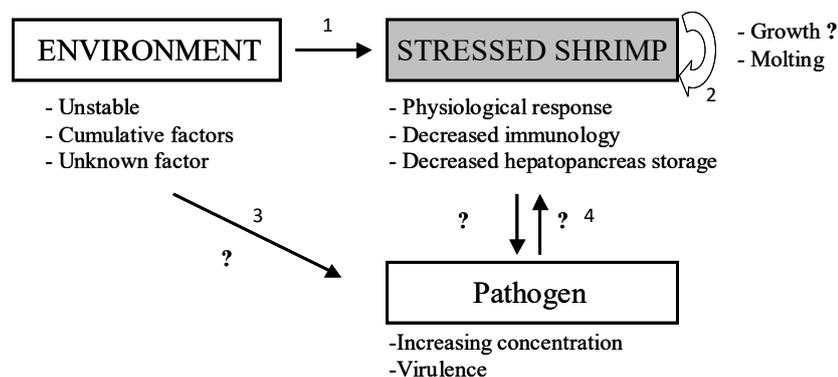 ENVIRONMENT
1
STRESSED SHRIMP
2
- Growth ?
- Molting
- Unstable
- Cumulative factors
- Unknown factor
- Physiological response
- Decreased immunology
- Decreased hepatopancreas storage
3
?
?
? 4
Pathogen
-Increasing concentration
-Virulence